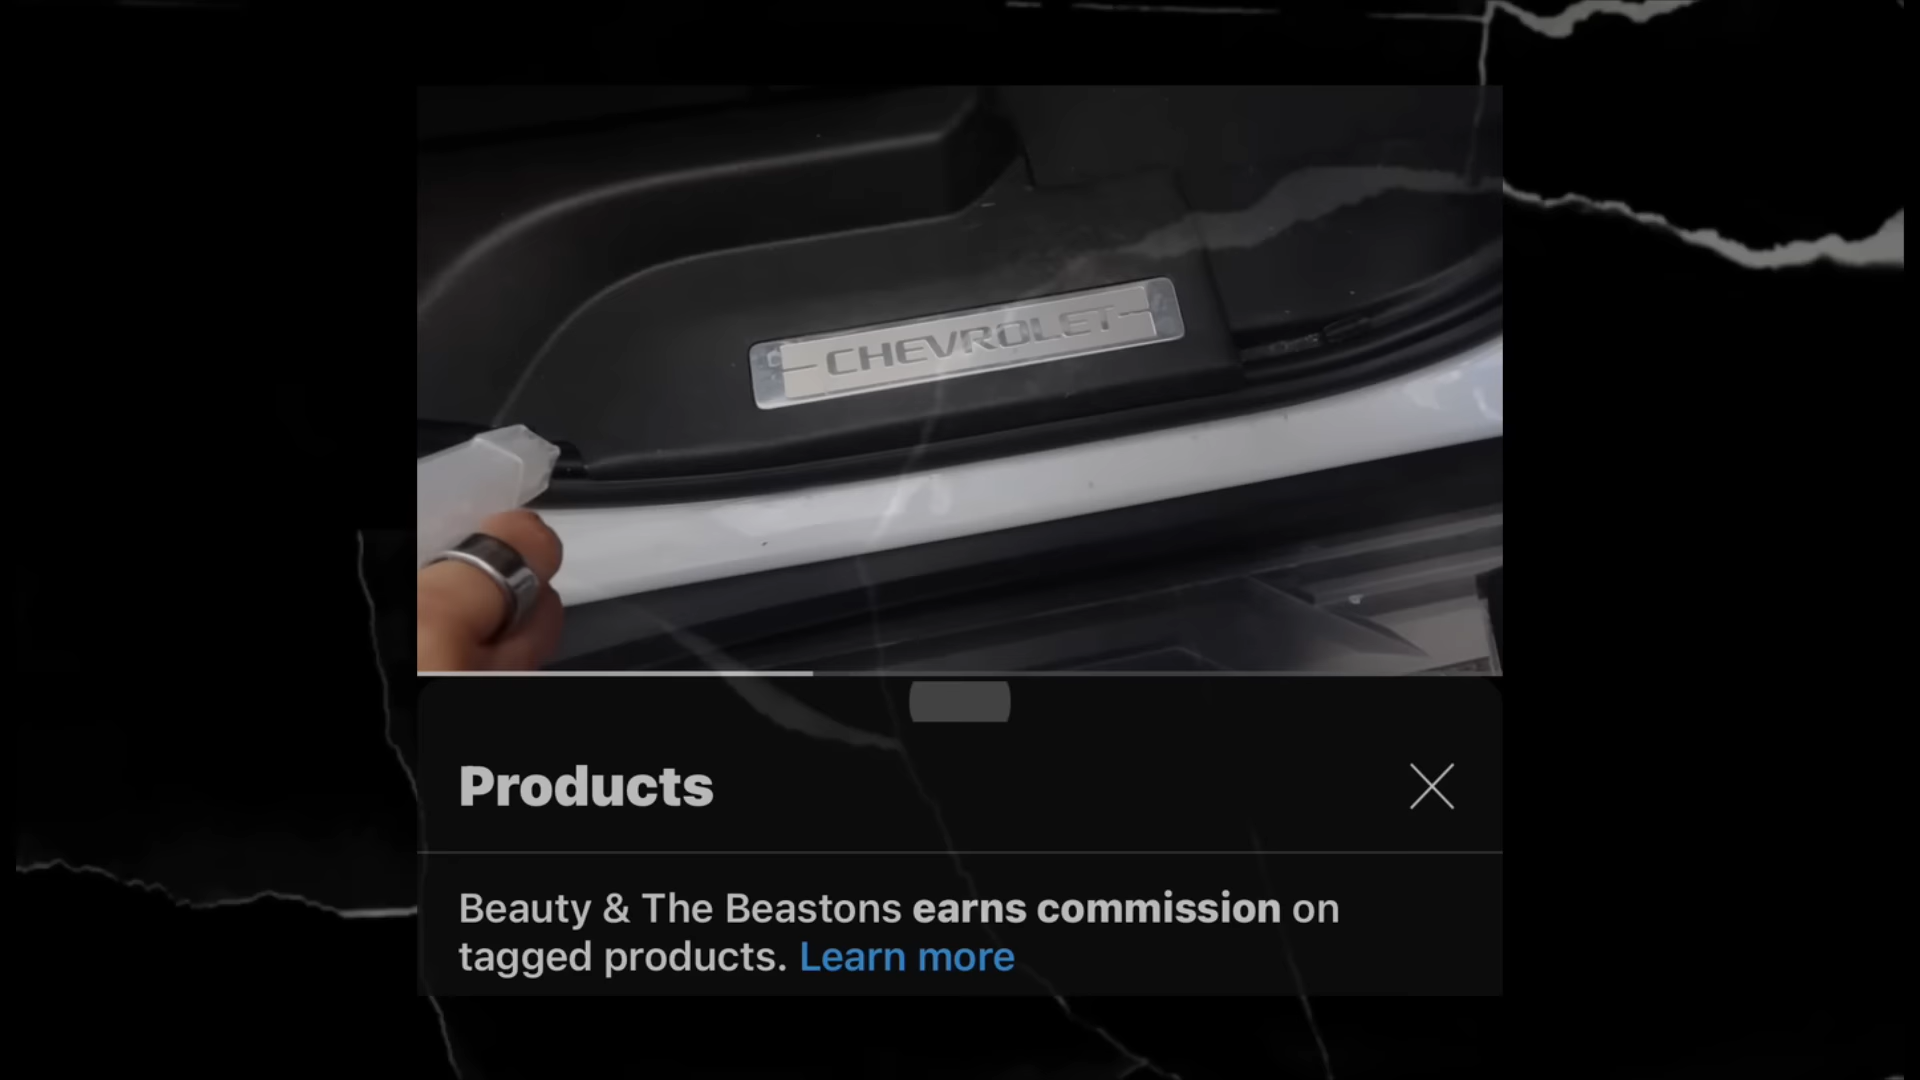 CHEVROLET
Products
Beauty & The Beastons earns commission on
tagged products. Learn more